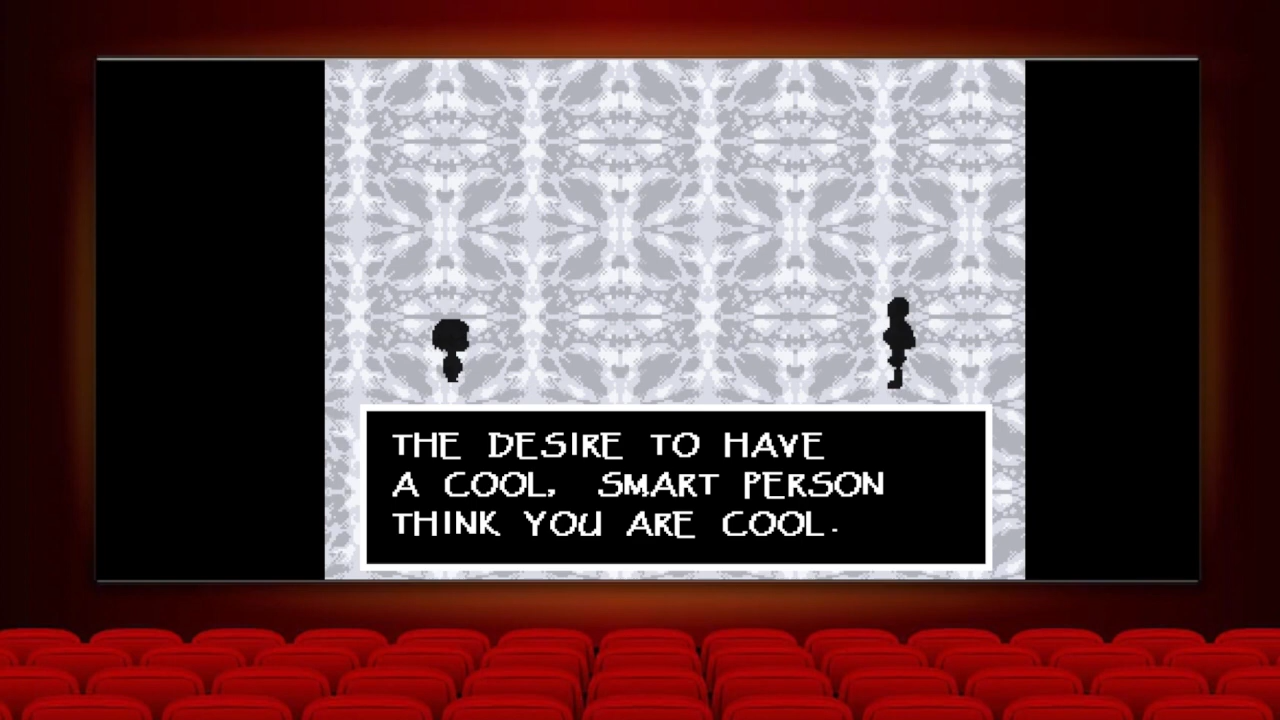 THE DESIRE TO HAVE
A COOL, SMART PERSON
THINK YOU ARE COOL.